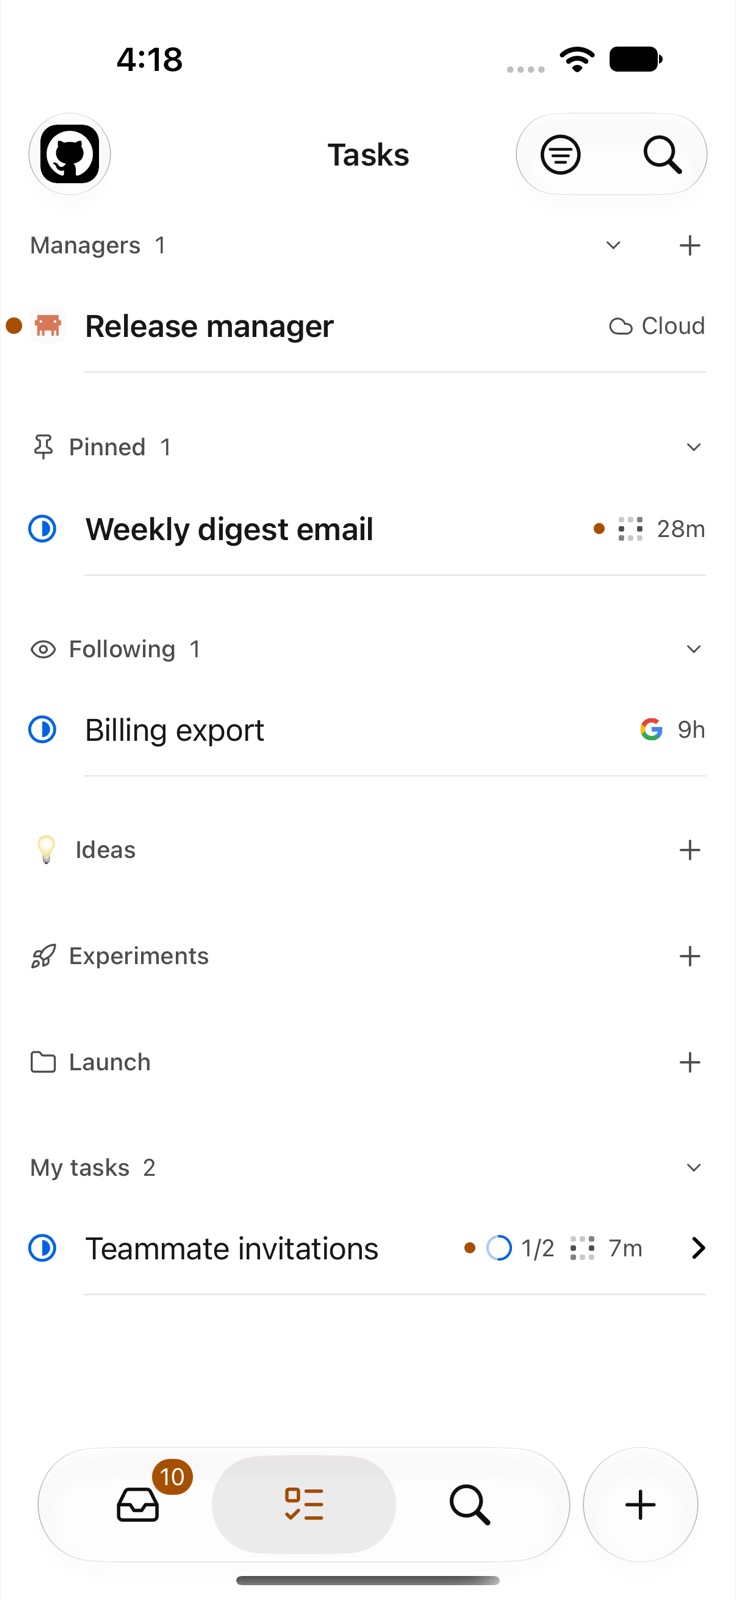 4:18
Tasks
Managers 1
Release manager Cloud
Pinned 1
Weekly digest email 28m
Following 1
Billing export 9h
Ideas
Experiments
Launch
My tasks 2
Teammate invitations 1/2 7m
10